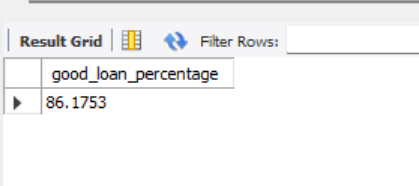 Result Grid Filter Rows:
good_loan_percentage
86.1753